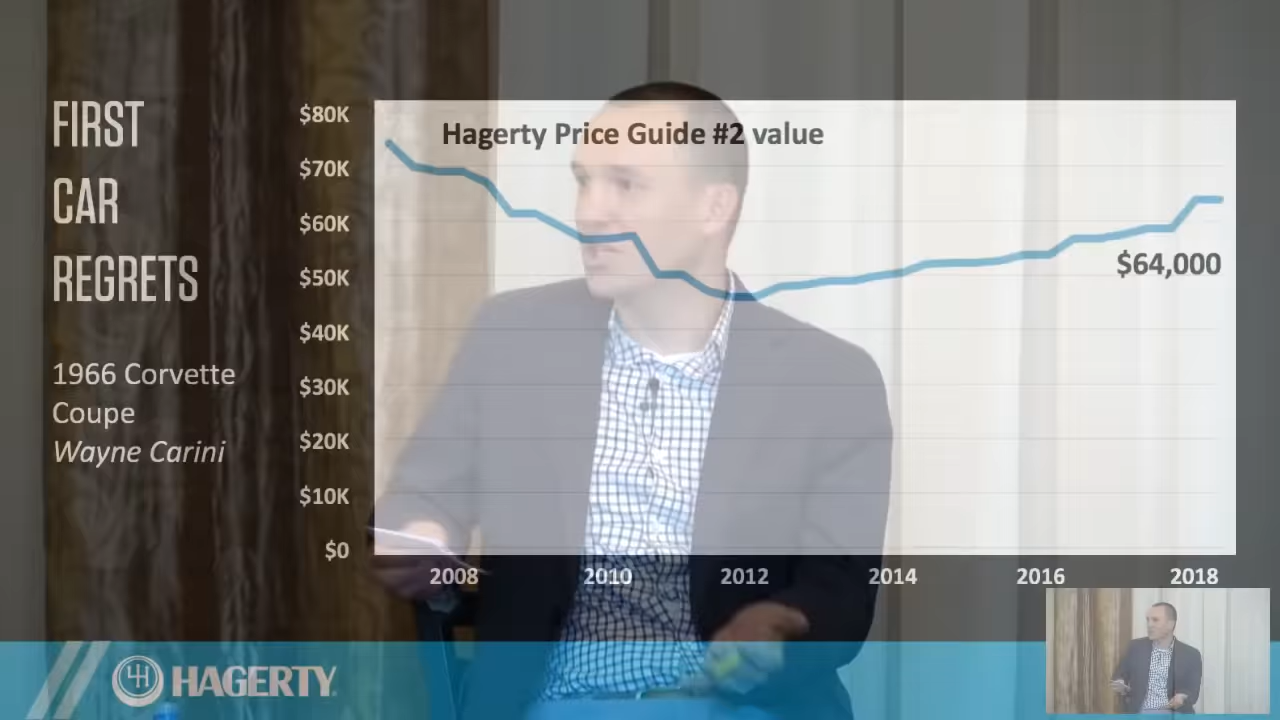 FIRST
CAR
REGRETS
1966 Corvette
Coupe
Wayne Carini
Hagerty Price Guide #2 value
$80K
$70K
$60K
$50K
$40K
$30K
$20K
$10K
$0
$64,000
2008 2010 2012 2014 2016 2018
HAGERTY